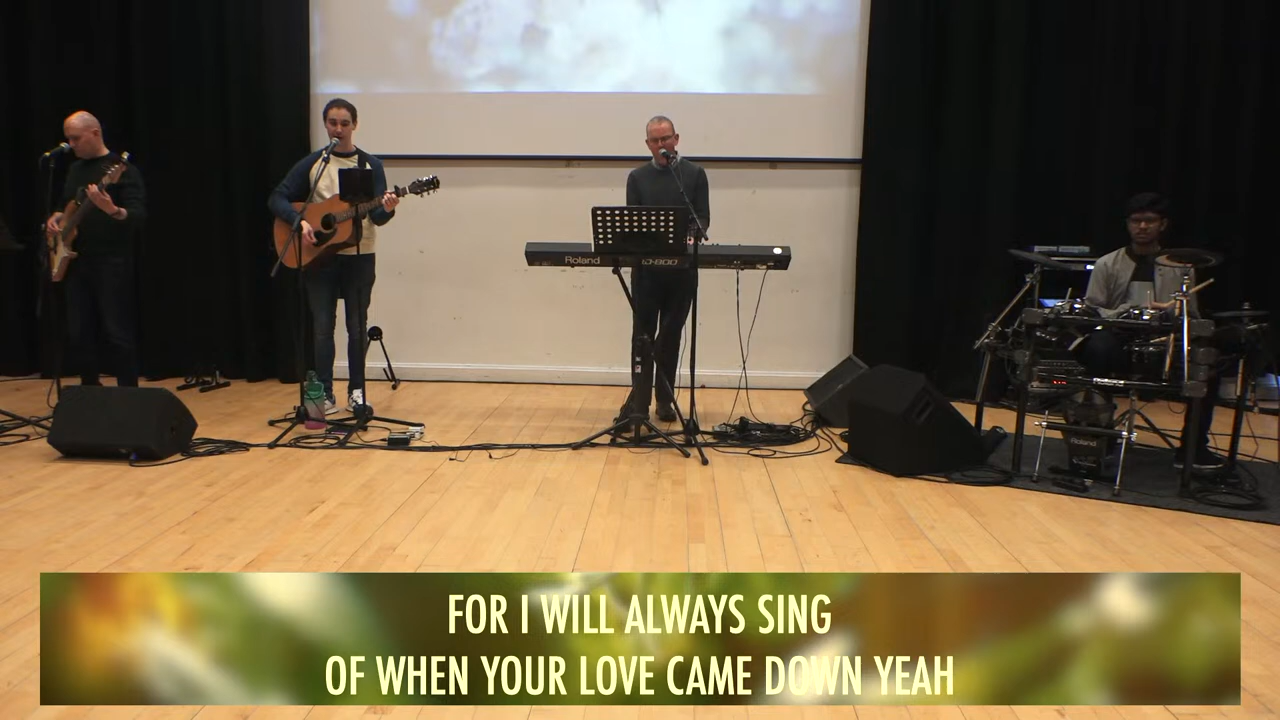 Roland
FOR I WILL ALWAYS SING
OF WHEN YOUR LOVE CAME DOWN YEAH